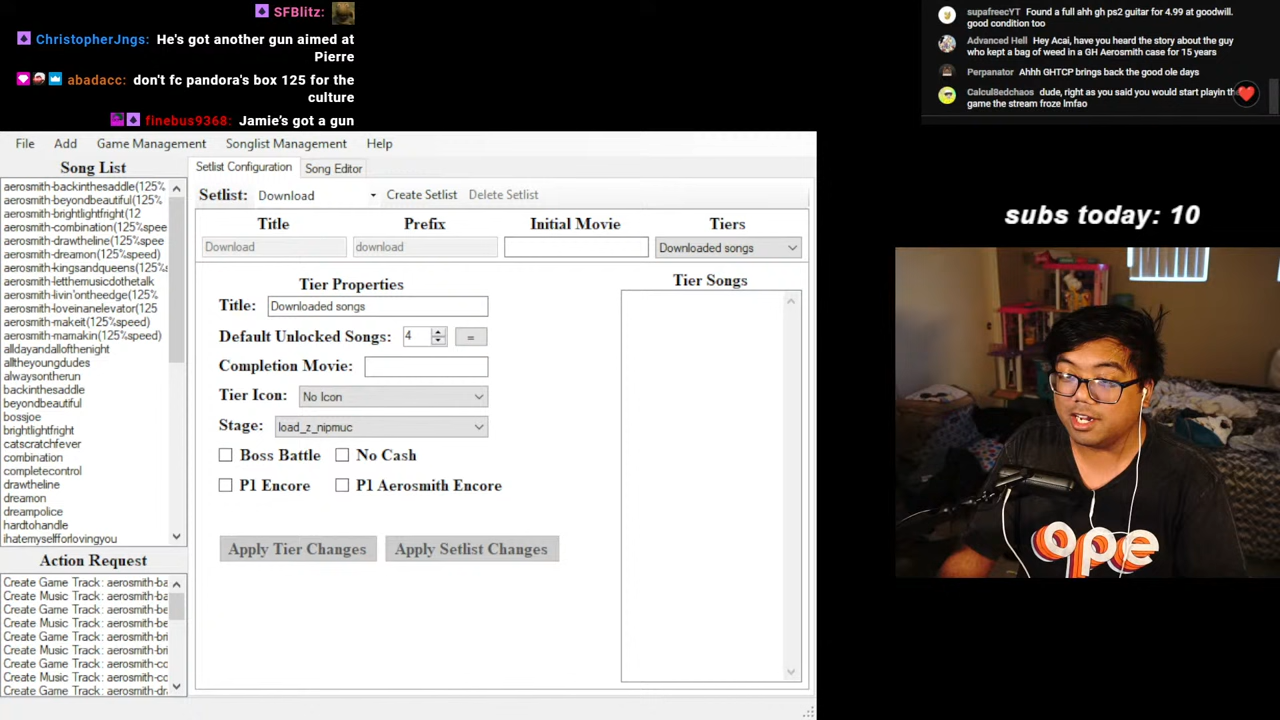 SFBlitz:
ChristopherJngs: He's got another gun aimed at
Pierre
abadacc: don't fc pandora's box 125 for the
culture
finebus9368: Jamie's got a gun
supafreecYT Found a full ahh gh ps2 guitar for 4.99 at goodwill.
good condition too
Advanced Hell Hey Acai, have you heard the story about the guy
who kept a bag of weed in a GH Aerosmith case for 15 years
Perpanator Ahhh GHTCP brings back the good ole days
Calcul8edchaos dude, right as you said you would start playin th
game the stream froze lmfao
File Add Game Management Songlist Management Help
Song List
aerosmith-backinthesaddle(125%
aerosmith-beyondbeautiful(125%
aerosmith-brightlightfright(12
aerosmith-combination(125%spee
aerosmith-drawtheline(125%spee
aerosmith-dreamon(125%speed)
aerosmith-kingsandqueens(125%s
aerosmith-letthemusicdothetalk
aerosmith-livin'ontheedge(125%
aerosmith-loveinanelevator(125
aerosmith-makeit(125%speed)
aerosmith-mamakin(125%speed)
alldayandallofthenight
alltheyoungdudes
alwaysontherun
backinthesaddle
beyondbeautiful
bossjoe
brightlightfright
catscratchfever
combination
completecontrol
drawtheline
dreamon
dreampolice
hardtohandle
ihatemyselfforlovingyou
Action Request
Create Game Track: aerosmith-ba
Create Music Track: aerosmith-ba
Create Game Track: aerosmith-be
Create Music Track: aerosmith-be
Create Game Track: aerosmith-bri
Create Music Track: aerosmith-bri
Create Game Track: aerosmith-co
Create Music Track: aerosmith-co
Create Game Track: aerosmith-dr
Setlist Configuration Song Editor
Setlist: Download Create Setlist Delete Setlist
Title Prefix Initial Movie Tiers
Download download Downloaded songs
Tier Properties
Title: Downloaded songs
Default Unlocked Songs: 4 =
Completion Movie:
Tier Icon: No Icon
Stage: load_z_nipmuc
Boss Battle No Cash
P1 Encore P1 Aerosmith Encore
Apply Tier Changes Apply Setlist Changes
Tier Songs
subs today: 10
ope